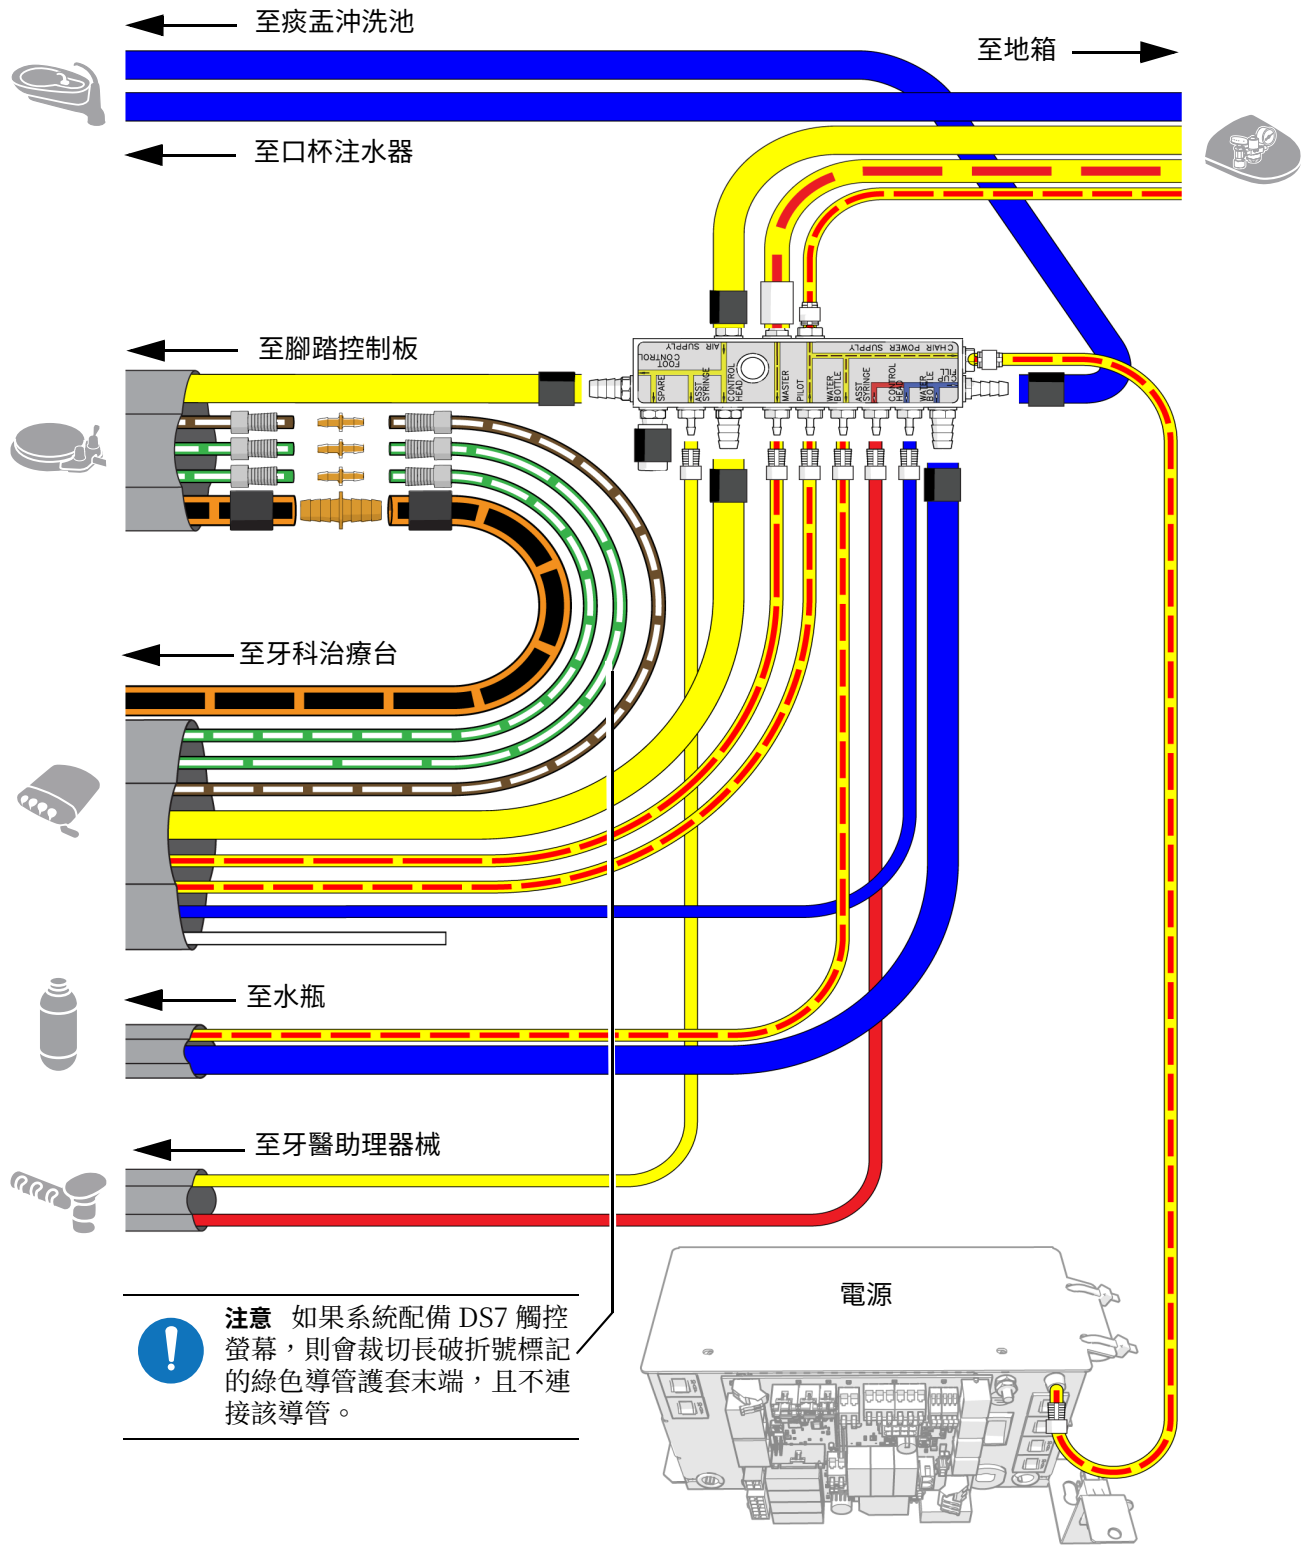 至痰盂沖洗池
至地箱
至口杯注水器
至腳踏控制板
AIR SUPPLY
FOOT CONTROL
CHAIR POWER SUPPLY
SPARE
ASST SYRINGE
CONTROL HEAD
MASTER
PILOT
WATER BOTTLE
ASST SYRINGE
CONTROL HEAD
WATER BOTTLE
CUP FILL
至牙科治療台
至水瓶
至牙醫助理器械
電源
注意 如果系統配備 DS7 觸控
螢幕，則會裁切長破折號標記
的綠色導管護套末端，且不連
接該導管。